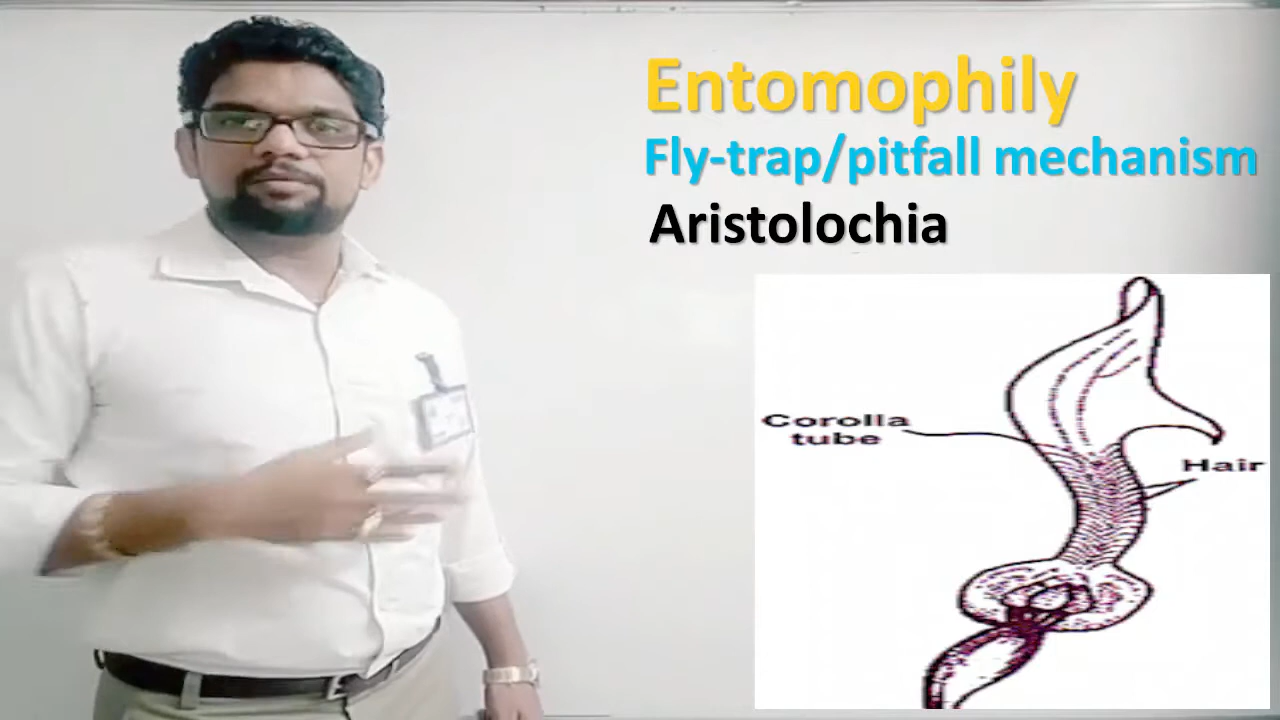 Entomophily
Fly-trap/pitfall mechanism
Aristolochia
Corolla
tube
Hair